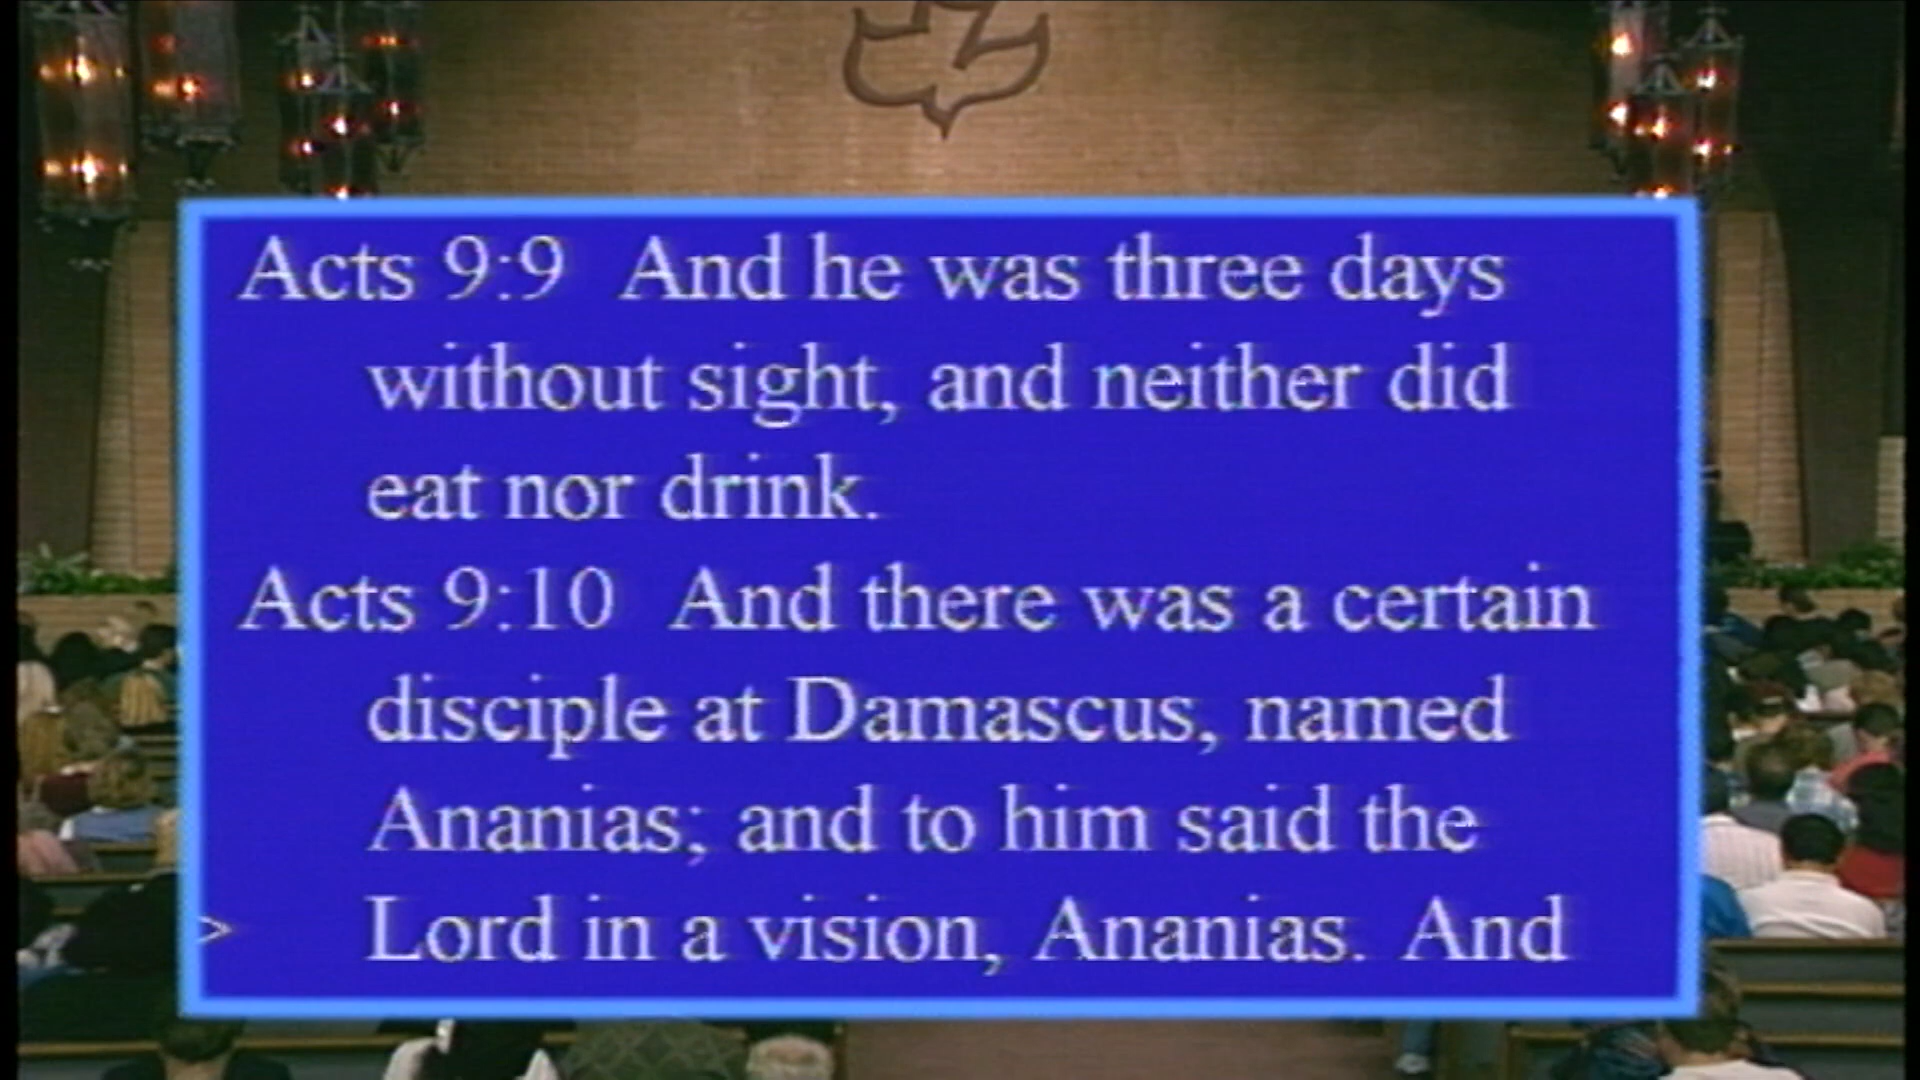 Acts 9:9 And he was three days
without sight, and neither did
eat nor drink.
Acts 9:10 And there was a certain
disciple at Damascus, named
Ananias; and to him said the
> Lord in a vision, Ananias. And